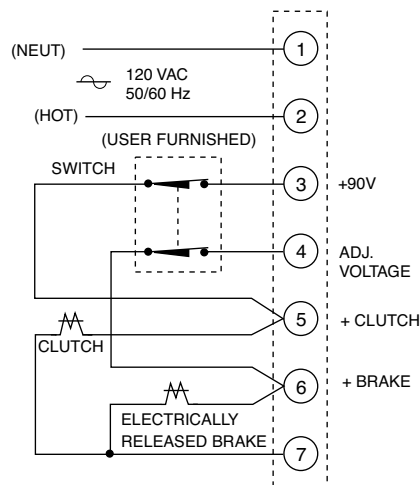 (NEUT)
1
120 VAC
50/60 Hz
(HOT)
2
(USER FURNISHED)
SWITCH
3
+90V
4
ADJ.
VOLTAGE
5
+ CLUTCH
CLUTCH
6
+ BRAKE
ELECTRICALLY
RELEASED BRAKE
7